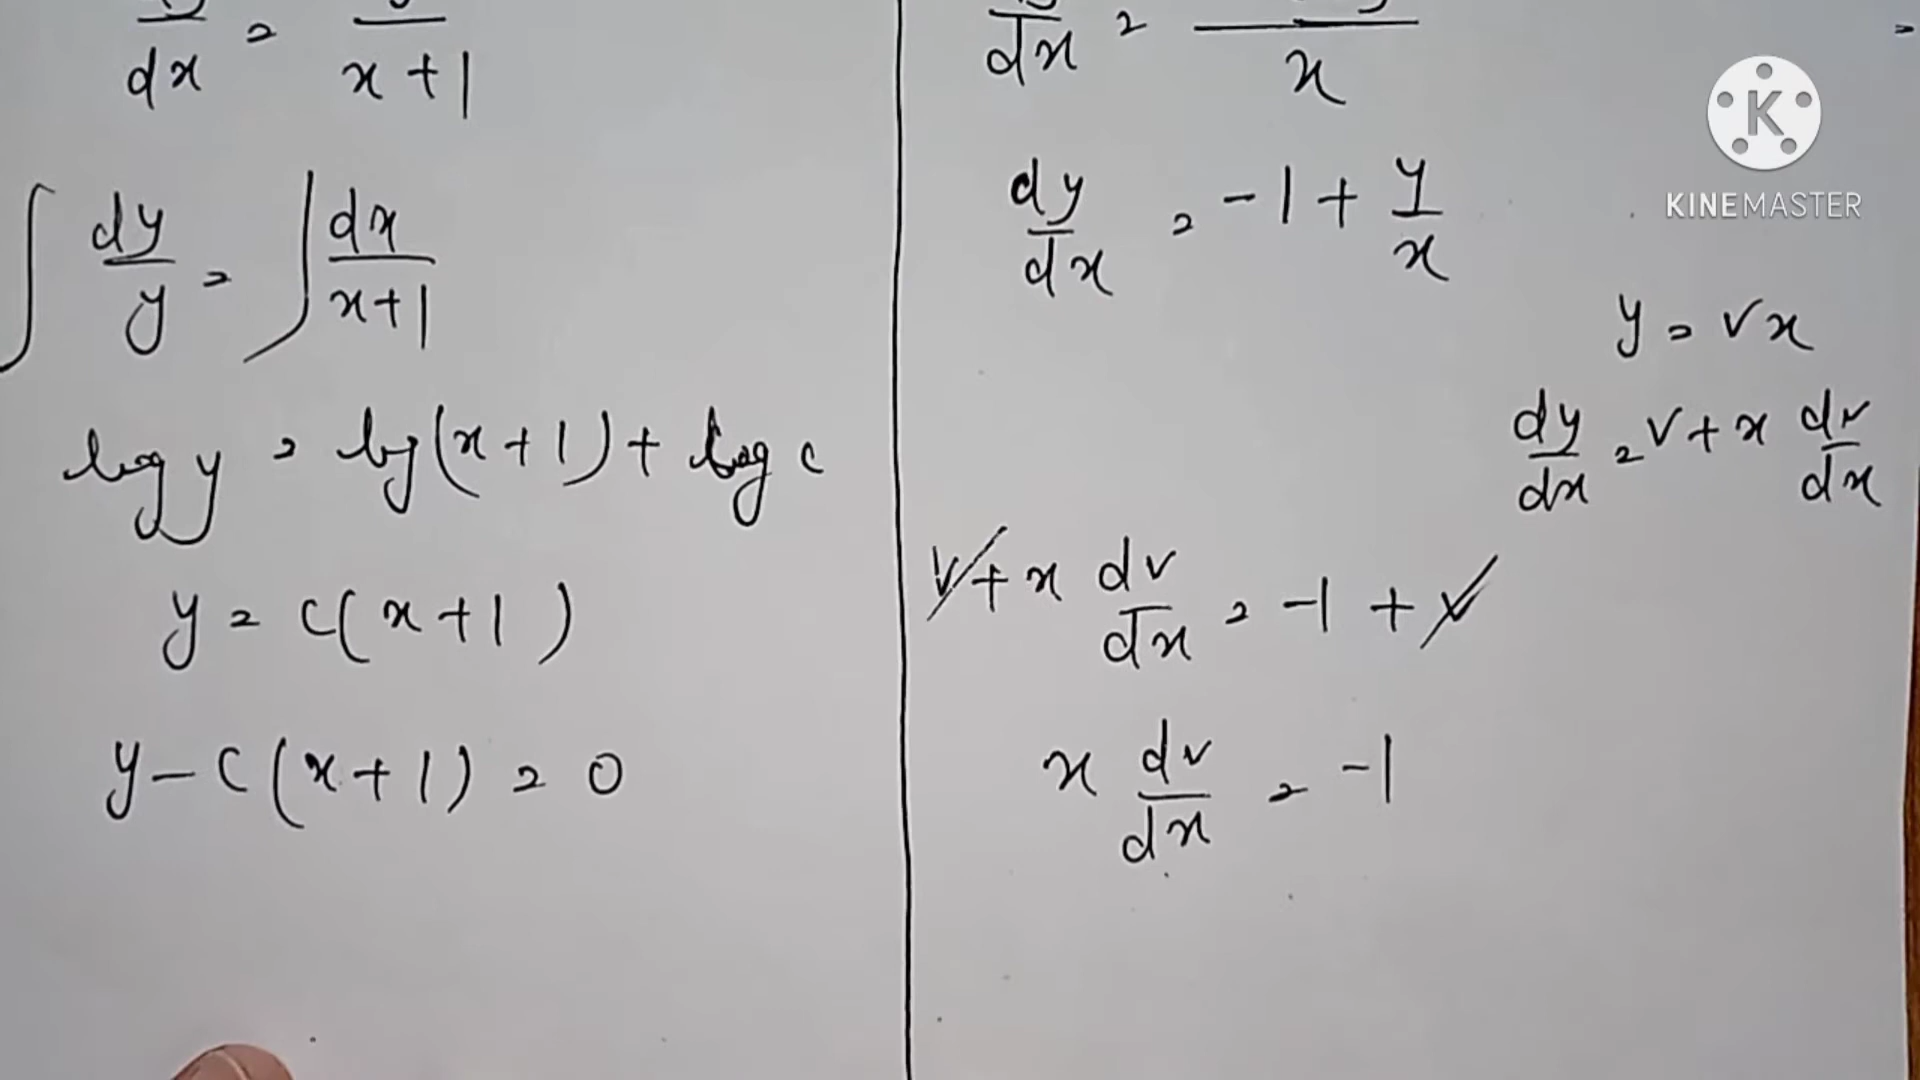 dx = x+1
∫ dy/y = ∫ dx/x+1
log y = log(x+1) + log c
y = c(x+1)
y - c(x+1) = 0
dx = x
dy/dx = -1 + y/x
y = vx
dy/dx = v + x dv/dx
v + x dv/dx = -1 + v
x dv/dx = -1
K
KINEMASTER